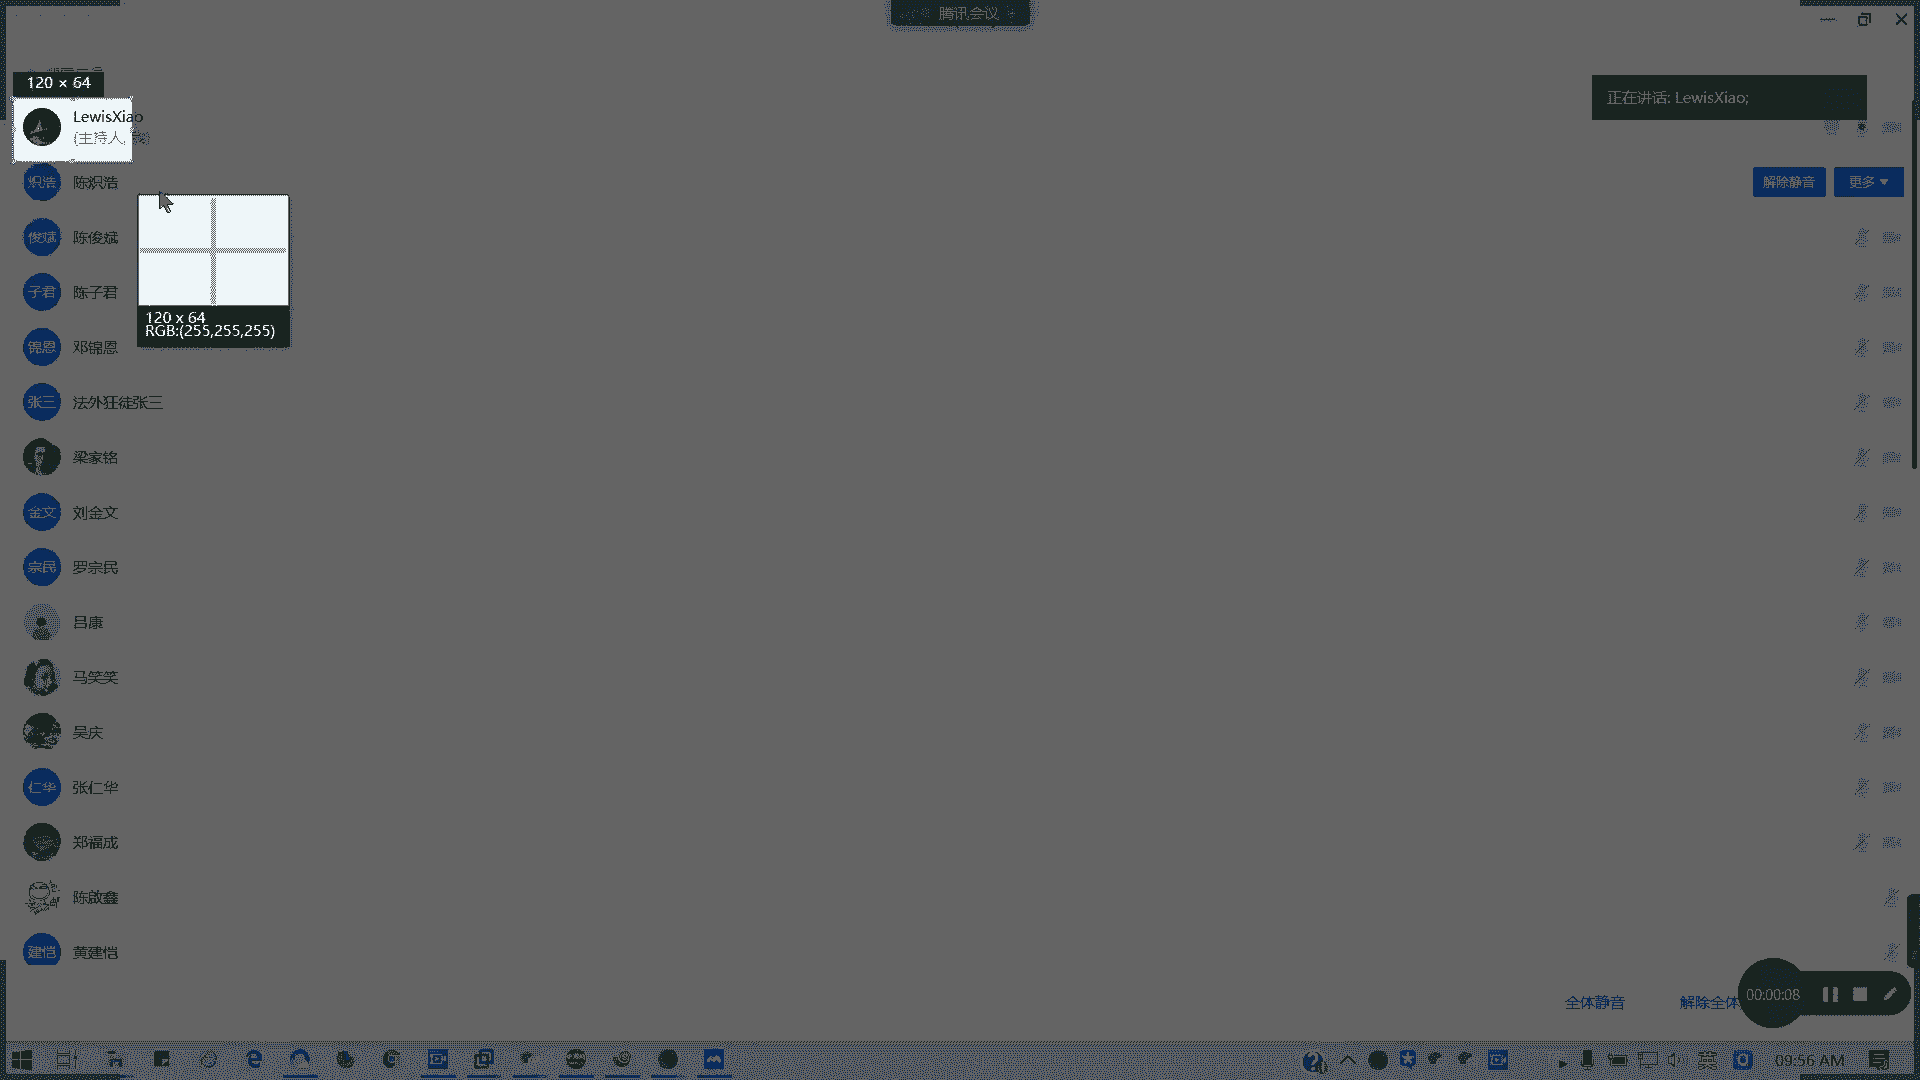 腾讯会议
120 × 64
正在讲话: LewisXiao;
LewisXiao
(主持人, 我)
炽浩 陈炽浩
解除静音 更多
俊斌 陈俊斌
子君 陈子君
120 x 64
RGB:(255,255,255)
锦恩 邓锦恩
张三 法外狂徒张三
梁家铭
金文 刘金文
宗民 罗宗民
吕康
马笑笑
吴庆
仁华 张仁华
郑福成
陈啟鑫
建恺 黄建恺
00:00:08
全体静音 解除全体
英 09:56 AM